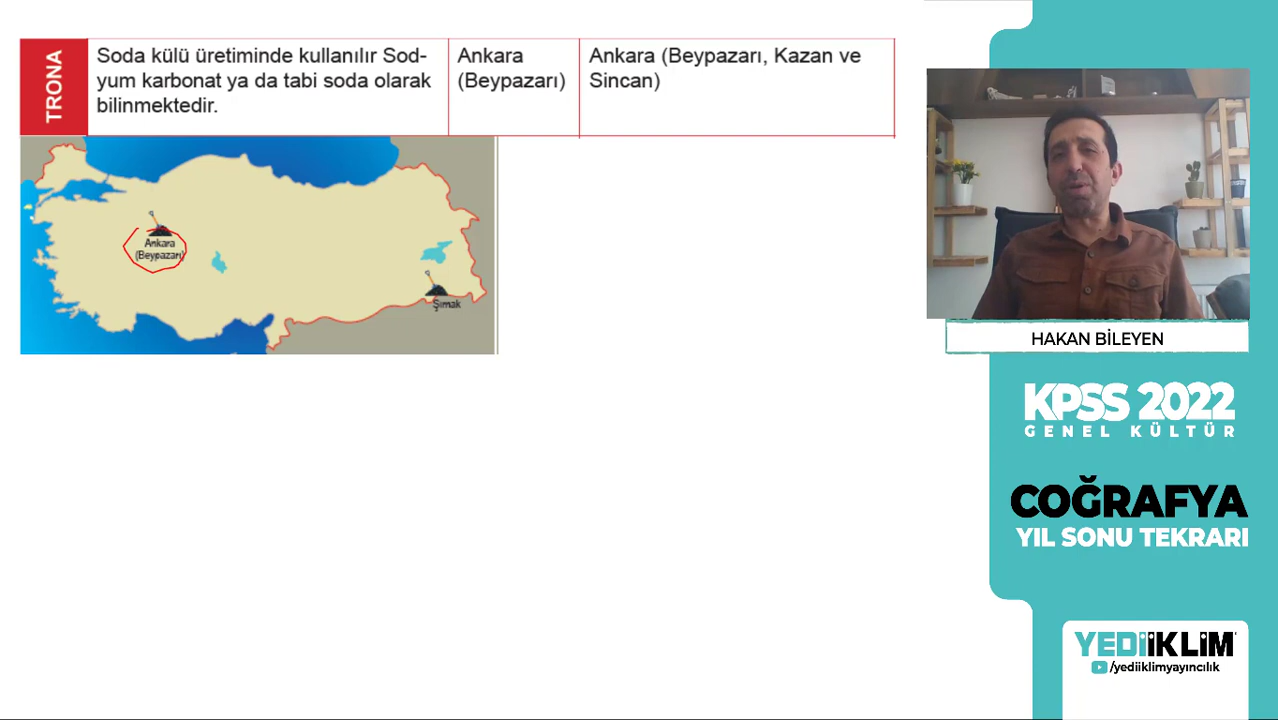 TRONA
Soda külü üretiminde kullanılır Sod-
yum karbonat ya da tabi soda olarak
bilinmektedir.
Ankara
(Beypazarı)
Ankara (Beypazarı, Kazan ve
Sincan)
Ankara
(Beypazarı)
Şırnak
HAKAN BİLEYEN
KPSS 2022
GENEL KÜLTÜR
COĞRAFYA
YIL SONU TEKRARI
YEDİİKLİM
/yediiklimyayıncılık